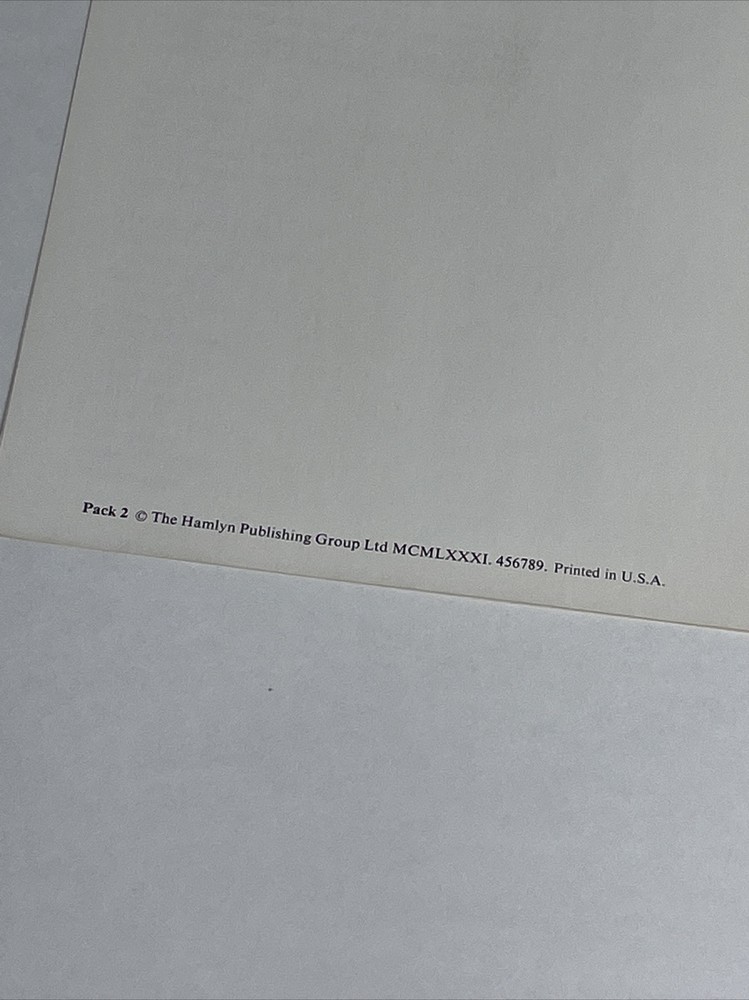 Pack 2 © The Hamlyn Publishing Group Ltd MCMLXXXI. 456789. Printed in U.S.A.